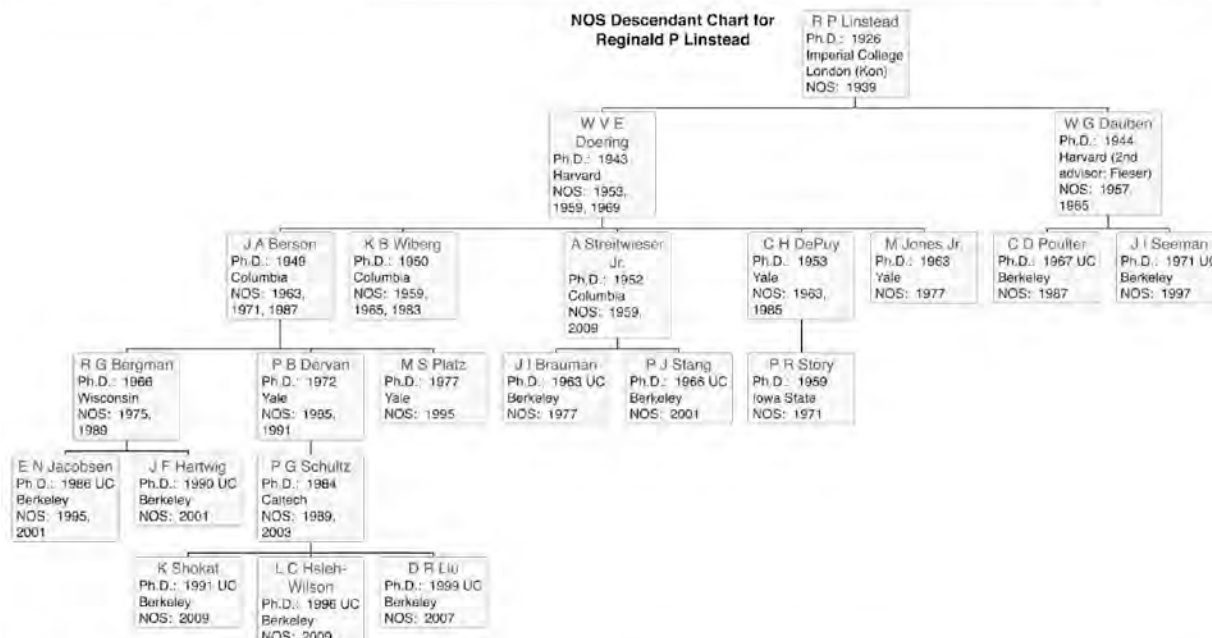 NOS Descendant Chart for
Reginald P Linstead
R P Linstead
Ph.D.: 1926
Imperial College
London (Kon)
NOS: 1939
W V E
Doering
Ph.D.: 1943
Harvard
NOS: 1953,
1959, 1969
W G Dauben
Ph.D.: 1944
Harvard (2nd
advisor: Fieser)
NOS: 1957,
1965
J A Berson
Ph.D.: 1949
Columbia
NOS: 1963,
1971, 1987
K B Wiberg
Ph.D.: 1950
Columbia
NOS: 1959,
1965, 1983
A Streitwieser
Jr.
Ph.D.: 1952
Columbia
NOS: 1959,
2009
C H DePuy
Ph.D.: 1953
Yale
NOS: 1963,
1985
M Jones Jr.
Ph.D.: 1963
Yale
NOS: 1977
C D Poulter
Ph.D.: 1967 UC
Berkeley
NOS: 1987
J I Seeman
Ph.D.: 1971 UC
Berkeley
NOS: 1997
R G Bergman
Ph.D.: 1966
Wisconsin
NOS: 1975,
1989
P B Dervan
Ph.D.: 1972
Yale
NOS: 1985,
1991
M S Platz
Ph.D.: 1977
Yale
NOS: 1995
J I Brauman
Ph.D.: 1963 UC
Berkeley
NOS: 1977
P J Stang
Ph.D.: 1966 UC
Berkeley
NOS: 2001
P R Story
Ph.D.: 1959
Iowa State
NOS: 1971
E N Jacobsen
Ph.D.: 1986 UC
Berkeley
NOS: 1995,
2001
J F Hartwig
Ph.D.: 1990 UC
Berkeley
NOS: 2001
P G Schultz
Ph.D.: 1984
Caltech
NOS: 1989,
2003
K Shokat
Ph.D.: 1991 UC
Berkeley
NOS: 2009
L C Hsieh-
Wilson
Ph.D.: 1996 UC
Berkeley
NOS: 2009
D R Liu
Ph.D.: 1999 UC
Berkeley
NOS: 2007